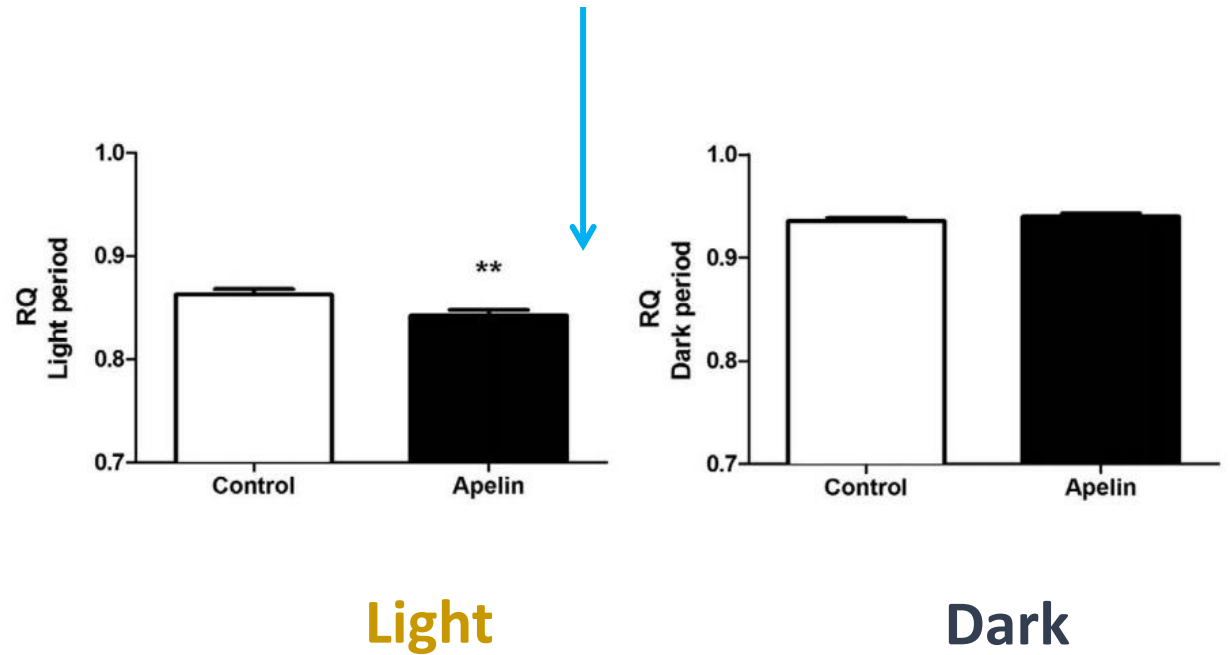 1.0
0.9
**
RQ
Light period
0.8
0.7
Control Apelin
1.0
0.9
RQ
Dark period
0.8
0.7
Control Apelin
Light
Dark